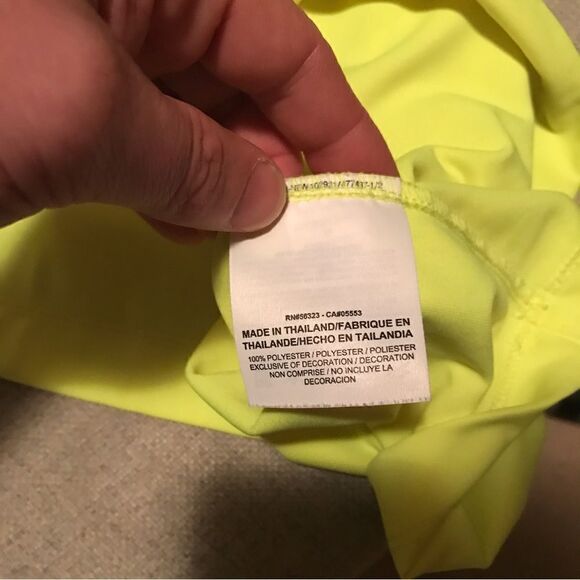 RN#56323 - CA#05553
MADE IN THAILAND/FABRIQUE EN
THAILANDE/HECHO EN TAILANDIA
100% POLYESTER / POLYESTER / POLIESTER
EXCLUSIVE OF DECORATION / DECORATION
NON COMPRISE / NO INCLUYE LA
DECORACION